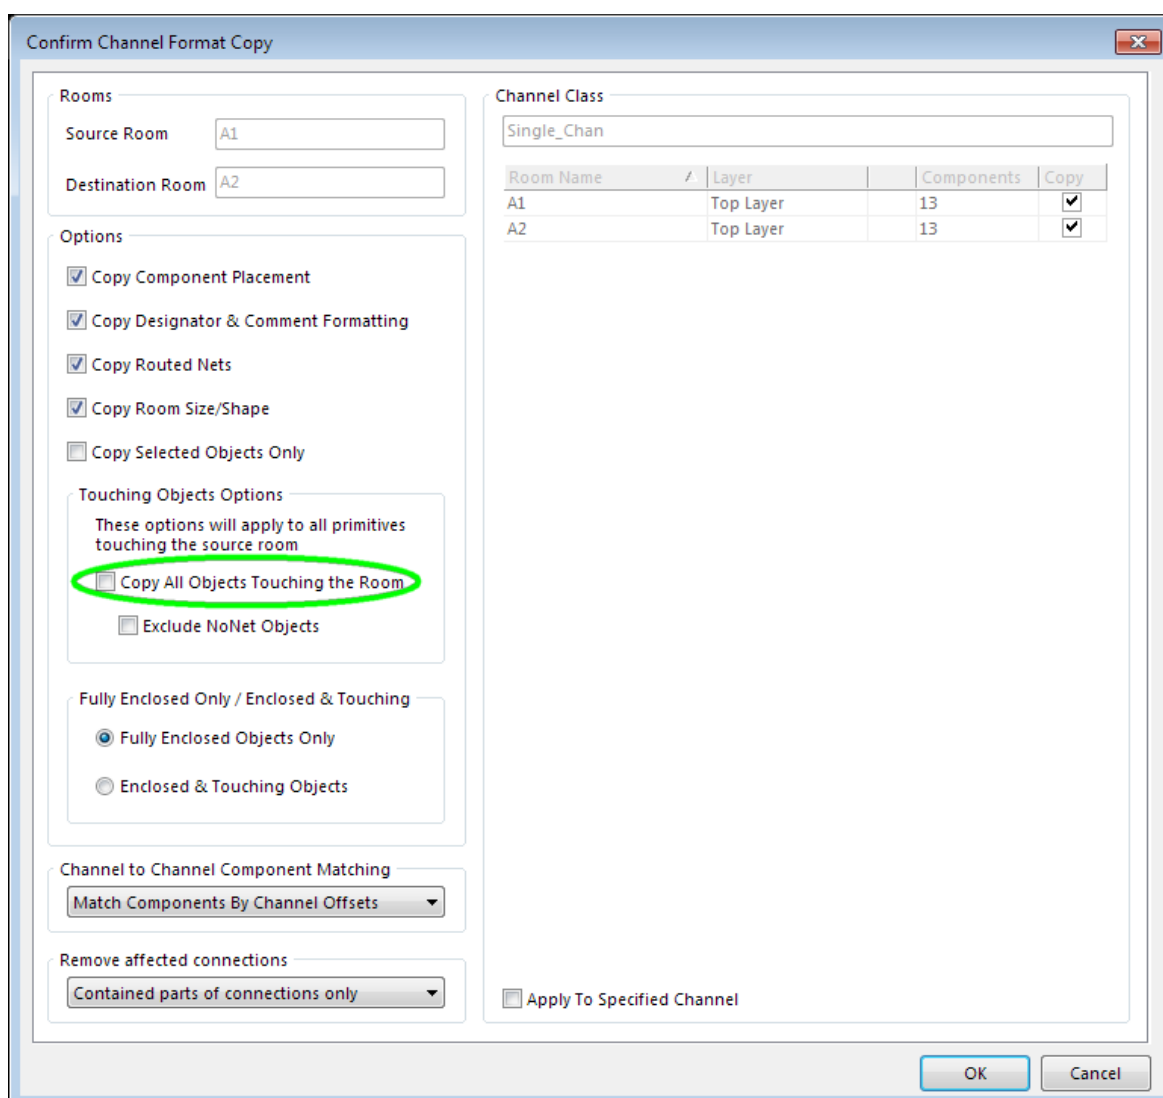 Confirm Channel Format Copy
Rooms
Source Room A1
Destination Room A2
Options
Copy Component Placement
Copy Designator & Comment Formatting
Copy Routed Nets
Copy Room Size/Shape
Copy Selected Objects Only
Touching Objects Options
These options will apply to all primitives
touching the source room
Copy All Objects Touching the Room
Exclude NoNet Objects
Fully Enclosed Only / Enclosed & Touching
Fully Enclosed Objects Only
Enclosed & Touching Objects
Channel to Channel Component Matching
Match Components By Channel Offsets
Remove affected connections
Contained parts of connections only
Channel Class
Single_Chan
Room Name Layer Components Copy
A1 Top Layer 13
A2 Top Layer 13
Apply To Specified Channel
OK Cancel